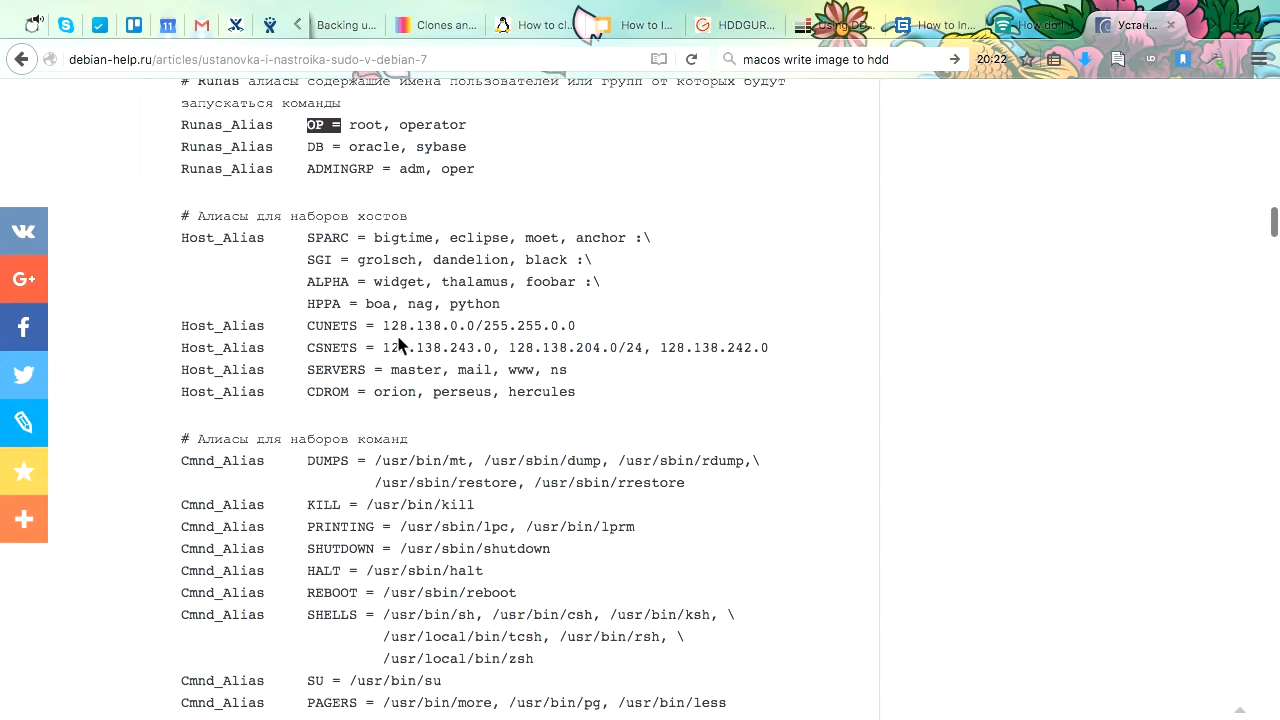 11
Backing u...
Clones an...
How to cl...
How to I...
HDDGUR...
Using DD...
How to In...
How do I...
Устан...
debian-help.ru/articles/ustanovka-i-nastroika-sudo-v-debian-7
macos write image to hdd
20:22
UD
# Runas алиасы содержащие имена пользователей или групп от которых будут
запускаться команды
Runas_Alias OP = root, operator
Runas_Alias DB = oracle, sybase
Runas_Alias ADMINGRP = adm, oper
# Алиасы для наборов хостов
Host_Alias SPARC = bigtime, eclipse, moet, anchor :\
SGI = grolsch, dandelion, black :\
ALPHA = widget, thalamus, foobar :\
HPPA = boa, nag, python
Host_Alias CUNETS = 128.138.0.0/255.255.0.0
Host_Alias CSNETS = 128.138.243.0, 128.138.204.0/24, 128.138.242.0
Host_Alias SERVERS = master, mail, www, ns
Host_Alias CDROM = orion, perseus, hercules
# Алиасы для наборов команд
Cmnd_Alias DUMPS = /usr/bin/mt, /usr/sbin/dump, /usr/sbin/rdump,\
/usr/sbin/restore, /usr/sbin/rrestore
Cmnd_Alias KILL = /usr/bin/kill
Cmnd_Alias PRINTING = /usr/sbin/lpc, /usr/bin/lprm
Cmnd_Alias SHUTDOWN = /usr/sbin/shutdown
Cmnd_Alias HALT = /usr/sbin/halt
Cmnd_Alias REBOOT = /usr/sbin/reboot
Cmnd_Alias SHELLS = /usr/bin/sh, /usr/bin/csh, /usr/bin/ksh, \
/usr/local/bin/tcsh, /usr/bin/rsh, \
/usr/local/bin/zsh
Cmnd_Alias SU = /usr/bin/su
Cmnd_Alias PAGERS = /usr/bin/more, /usr/bin/pg, /usr/bin/less